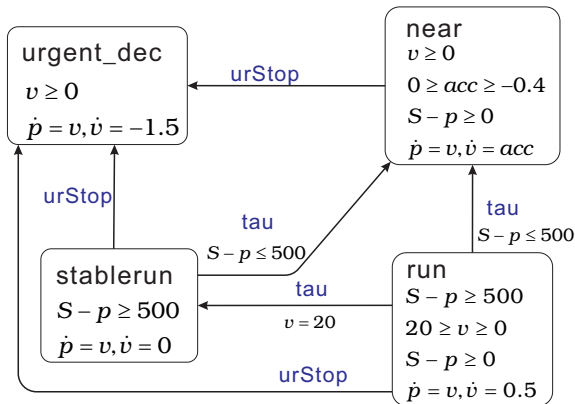 urgent_dec
v ≥ 0
ṗ = v, v̇ = −1.5
near
v ≥ 0
0 ≥ acc ≥ −0.4
S − p ≥ 0
ṗ = v, v̇ = acc
urStop
urStop
tau
S − p ≤ 500
tau
S − p ≤ 500
stablerun
S − p ≥ 500
ṗ = v, v̇ = 0
tau
v = 20
run
S − p ≥ 500
20 ≥ v ≥ 0
S − p ≥ 0
ṗ = v, v̇ = 0.5
urStop